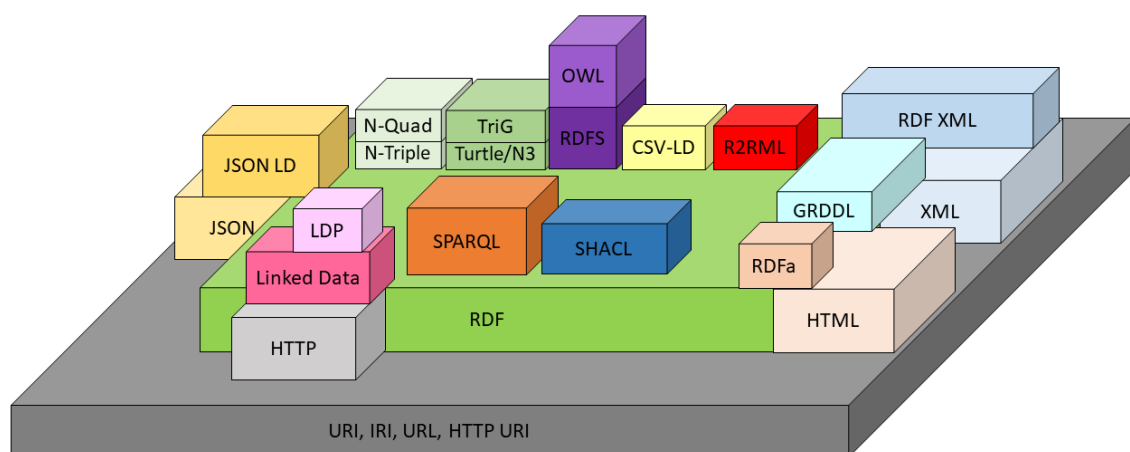 OWL
N-Quad
TriG
RDF XML
N-Triple
Turtle/N3
RDFS
CSV-LD
R2RML
JSON LD
JSON
LDP
SPARQL
SHACL
GRDDL
XML
RDFa
Linked Data
HTTP
RDF
HTML
URI, IRI, URL, HTTP URI